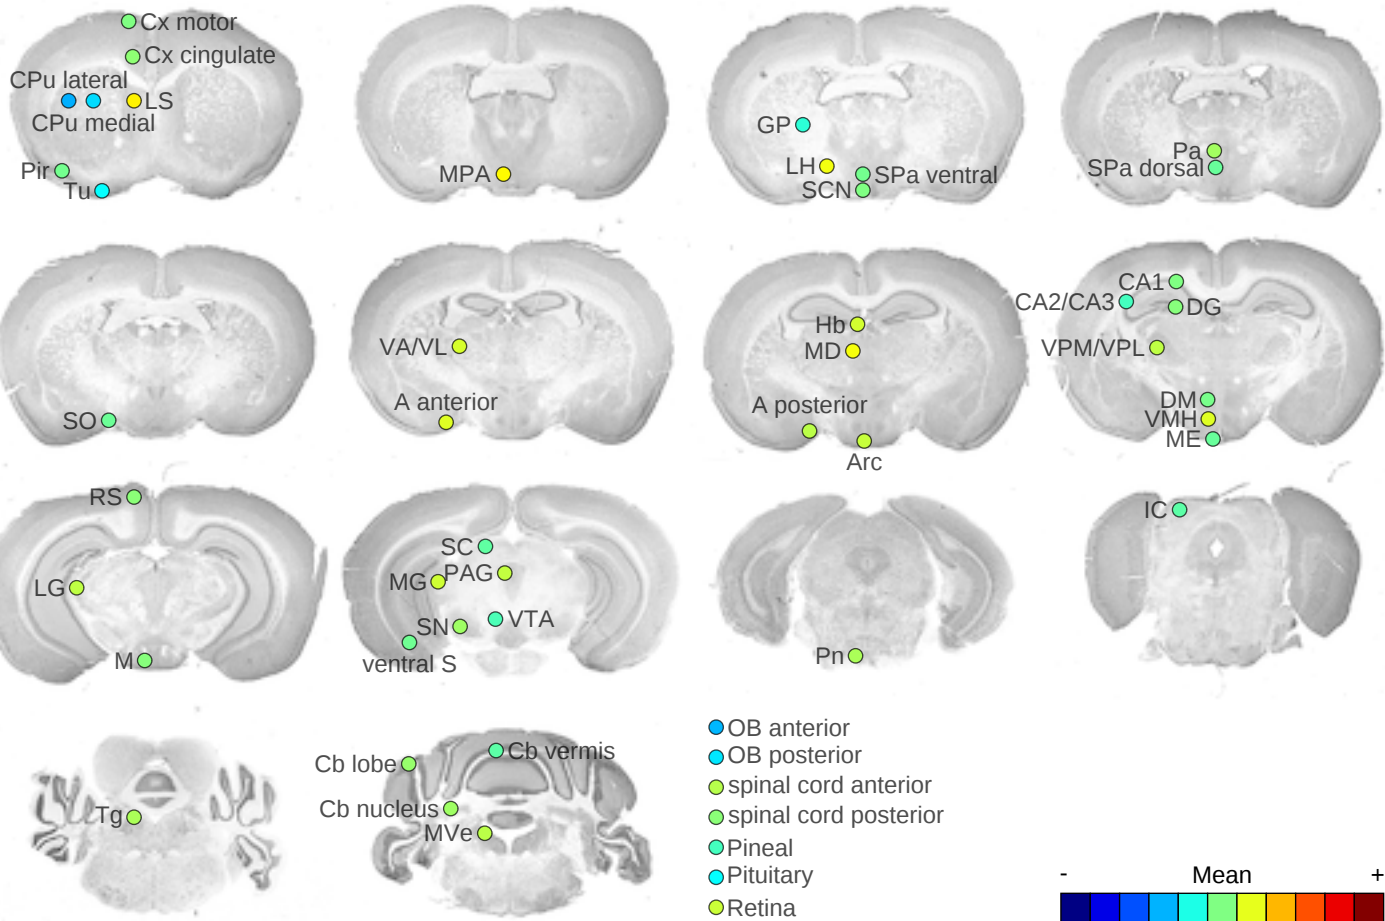 Cx motor
Cx cingulate
CPu lateral
LS
CPu medial
Pir
Tu
MPA
GP
LH
SPa ventral
SCN
Pa
SPa dorsal
SO
VA/VL
A anterior
Hb
MD
A posterior
Arc
CA1
CA2/CA3
DG
VPM/VPL
DM
VMH
ME
RS
LG
M
SC
MG
PAG
SN
VTA
ventral S
Pn
IC
Tg
Cb lobe
Cb vermis
Cb nucleus
MVe
OB anterior
OB posterior
spinal cord anterior
spinal cord posterior
Pineal
Pituitary
Retina
- Mean +